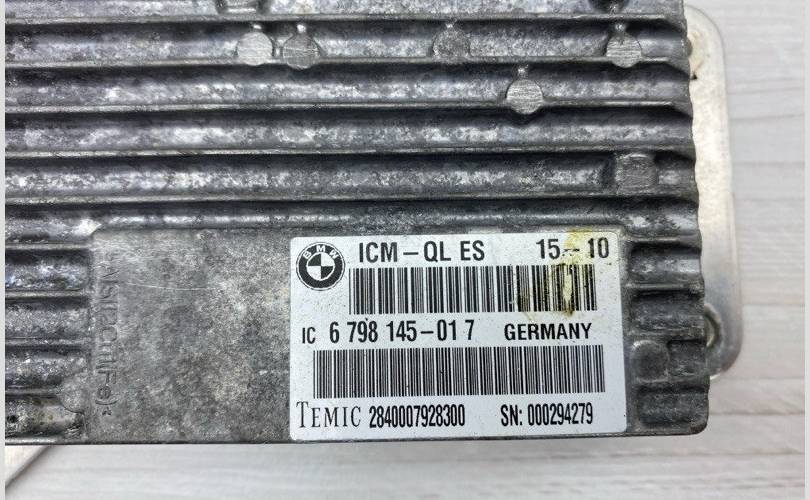 BMW
ICM-QL ES 15-10
IC 6 798 145-01 7 GERMANY
TEMIC 2840007928300 SN: 000294279